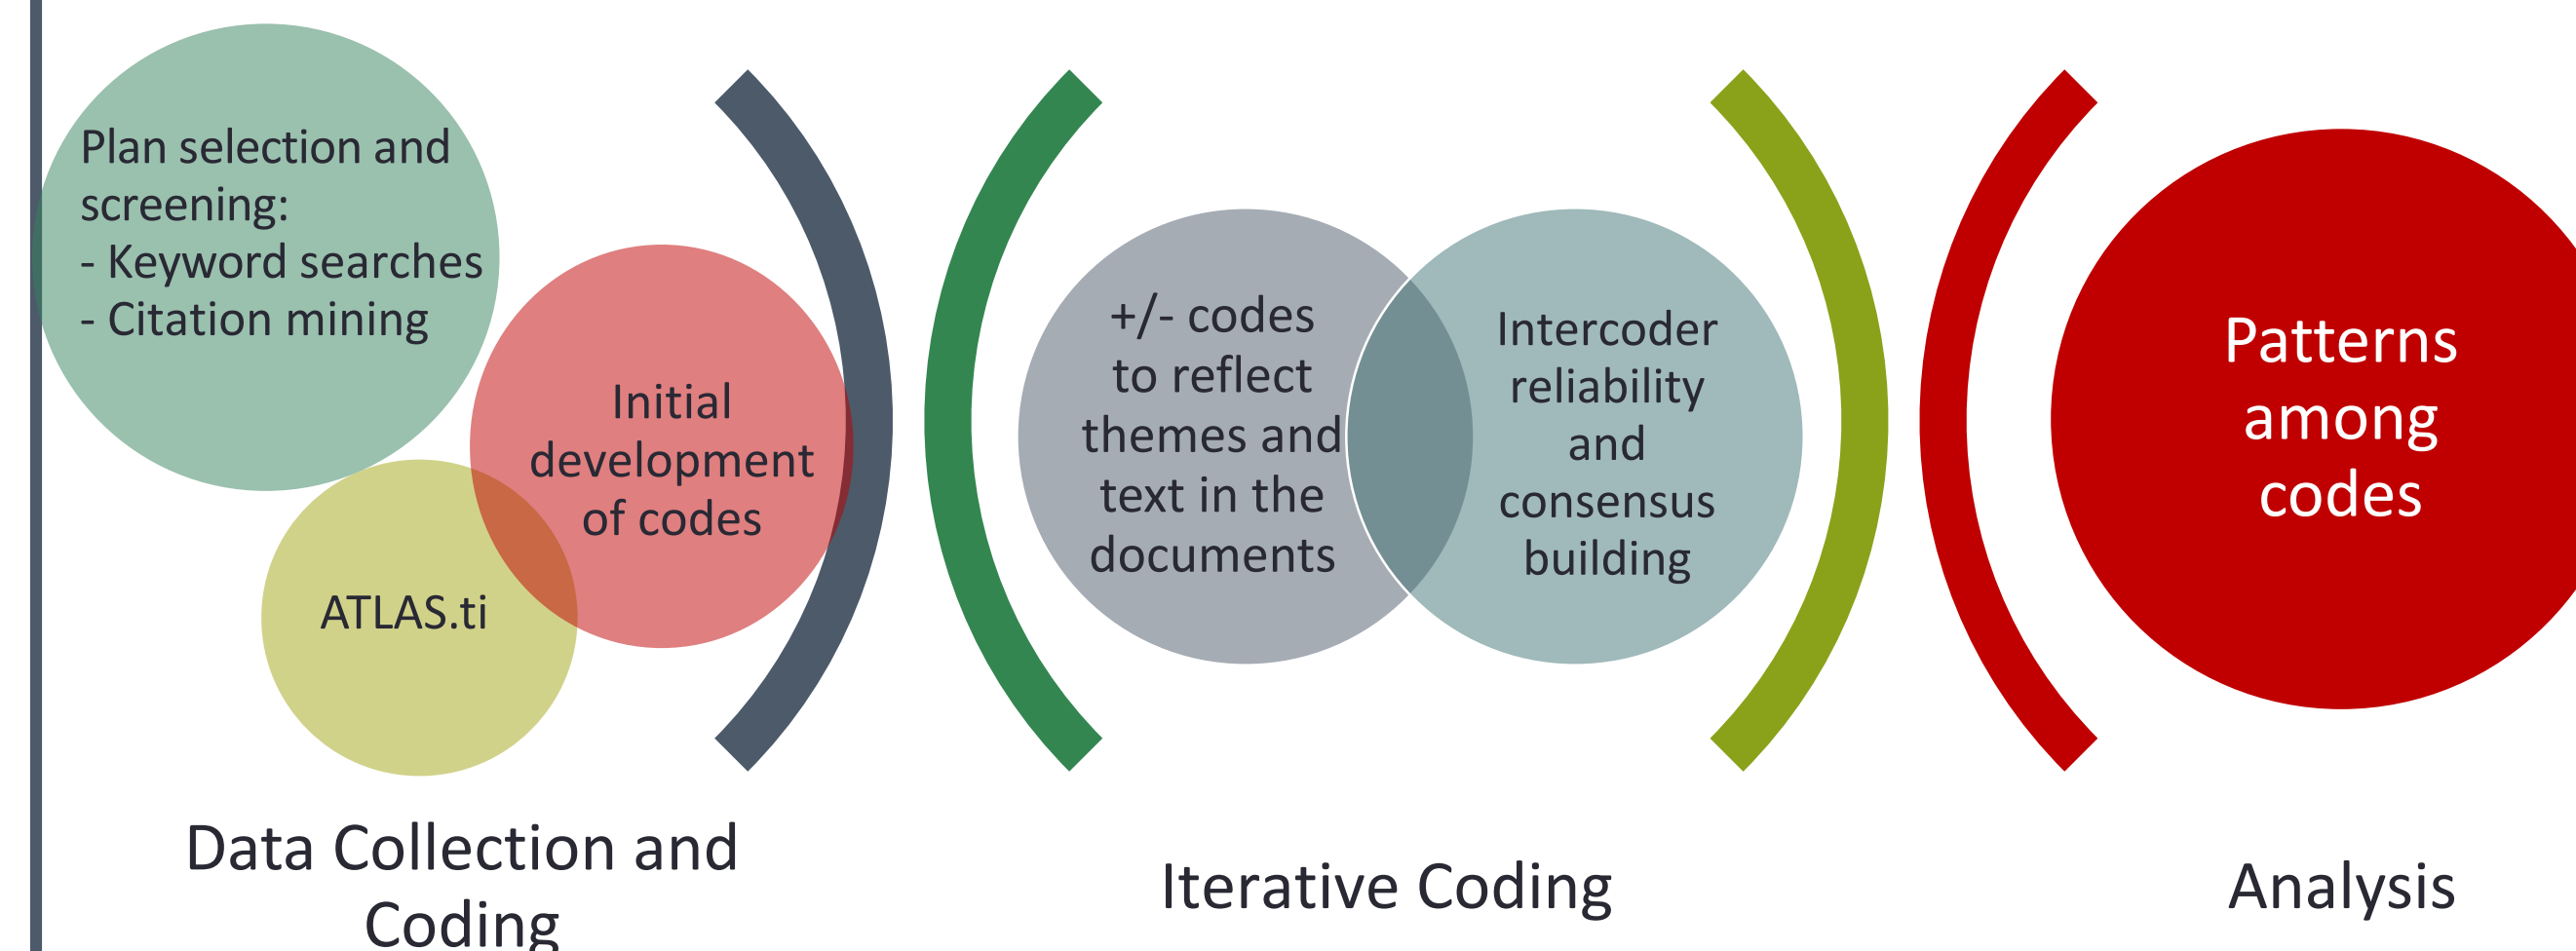 Plan selection and
screening:
- Keyword searches
- Citation mining
Initial
development
of codes
ATLAS.ti
Data Collection and
Coding
+/- codes
to reflect
themes and
text in the
documents
Intercoder
reliability
and
consensus
building
Iterative Coding
Patterns
among
codes
Analysis